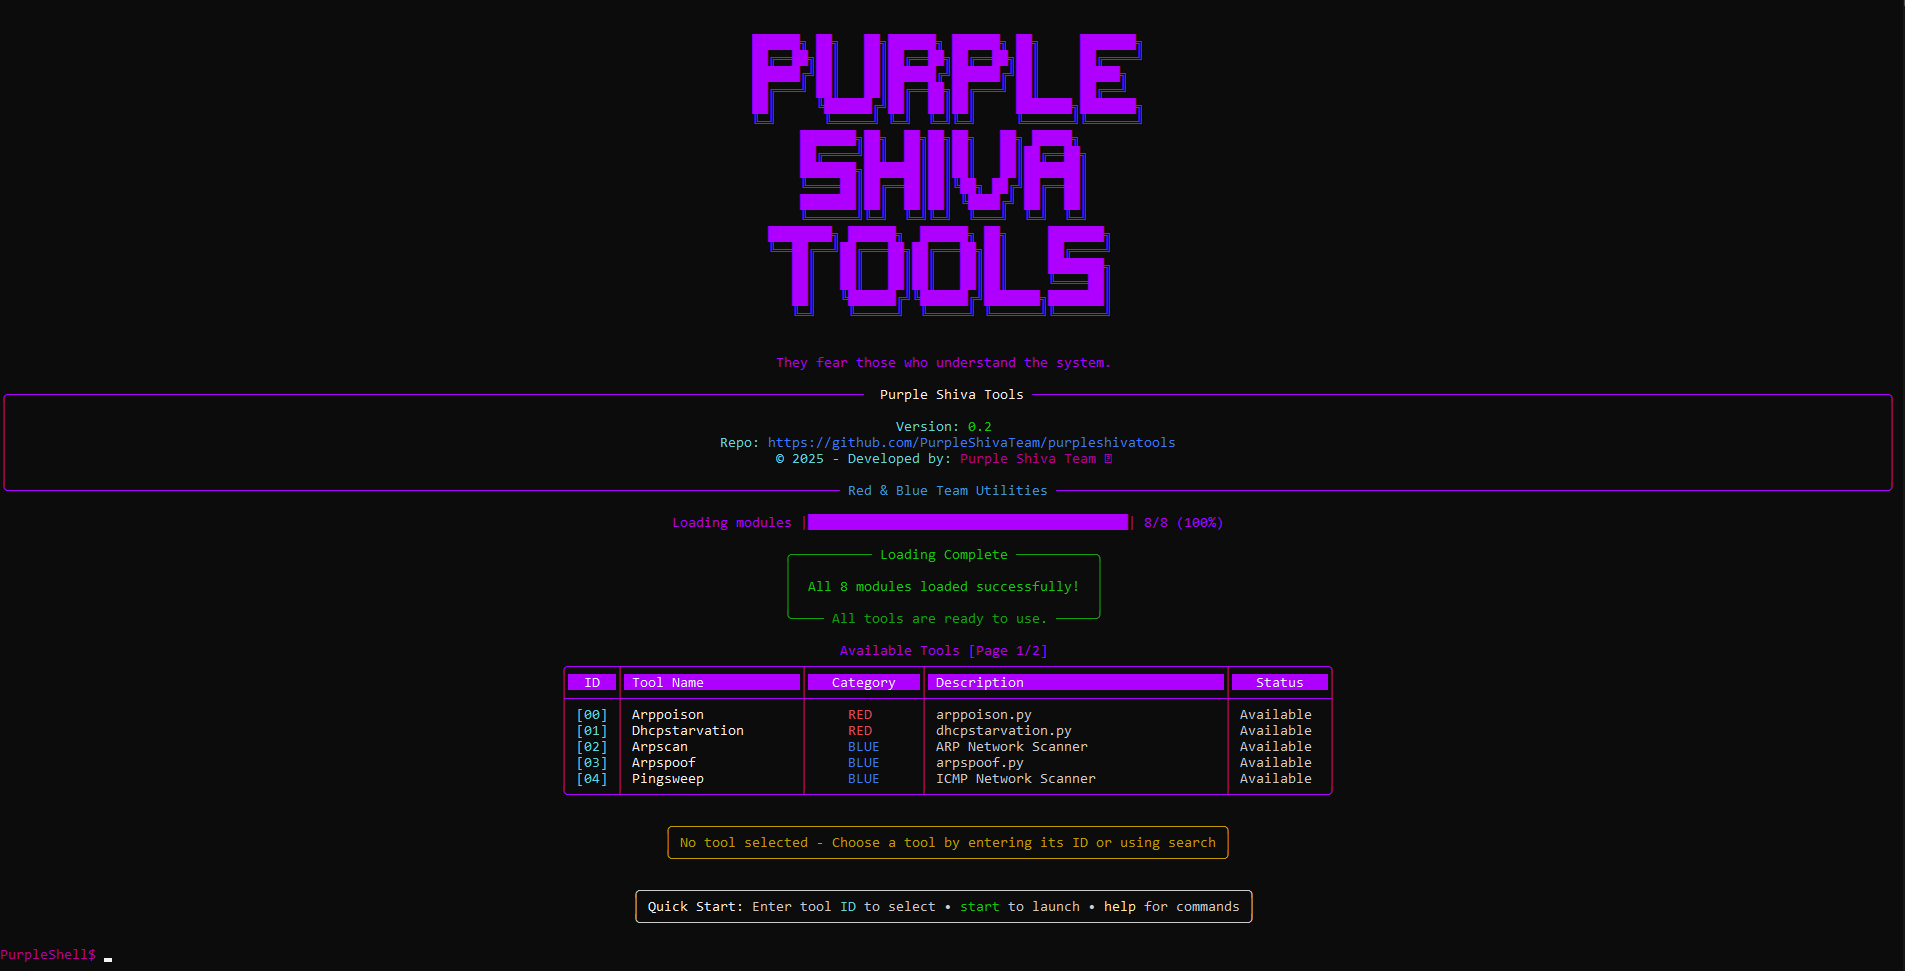 PURPLE
SHIVA
TOOLS
They fear those who understand the system.
Purple Shiva Tools
Version: 0.2
Repo: https://github.com/PurpleShivaTeam/purpleshivatools
© 2025 - Developed by: Purple Shiva Team
Red & Blue Team Utilities
Loading modules | | 8/8 (100%)
Loading Complete
All 8 modules loaded successfully!
All tools are ready to use.
Available Tools [Page 1/2]
ID Tool Name Category Description Status
[00] Arppoison RED arppoison.py Available
[01] Dhcpstarvation RED dhcpstarvation.py Available
[02] Arpscan BLUE ARP Network Scanner Available
[03] Arpspoof BLUE arpspoof.py Available
[04] Pingsweep BLUE ICMP Network Scanner Available
No tool selected - Choose a tool by entering its ID or using search
Quick Start: Enter tool ID to select • start to launch • help for commands
PurpleShell$